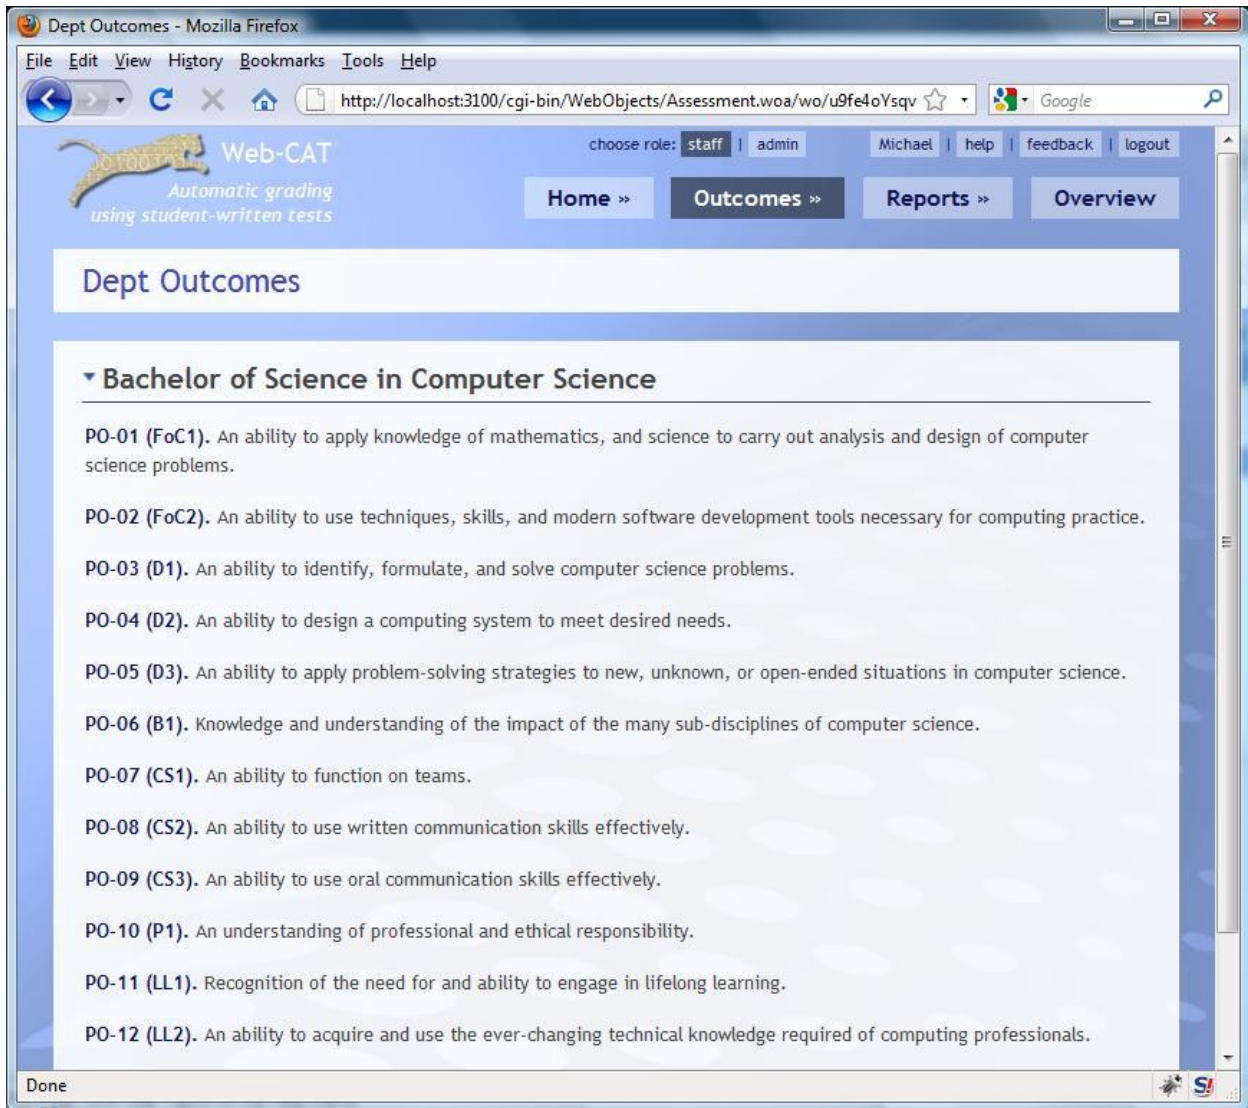 Dept Outcomes - Mozilla Firefox
File Edit View History Bookmarks Tools Help
http://localhost:3100/cgi-bin/WebObjects/Assessment.woa/wo/u9fe4oYsqv Google
Web-CAT
choose role: staff | admin Michael | help | feedback | logout
Automatic grading
using student-written tests
Home » Outcomes » Reports » Overview
Dept Outcomes
Bachelor of Science in Computer Science
PO-01 (FoC1). An ability to apply knowledge of mathematics, and science to carry out analysis and design of computer
science problems.
PO-02 (FoC2). An ability to use techniques, skills, and modern software development tools necessary for computing practice.
PO-03 (D1). An ability to identify, formulate, and solve computer science problems.
PO-04 (D2). An ability to design a computing system to meet desired needs.
PO-05 (D3). An ability to apply problem-solving strategies to new, unknown, or open-ended situations in computer science.
PO-06 (B1). Knowledge and understanding of the impact of the many sub-disciplines of computer science.
PO-07 (CS1). An ability to function on teams.
PO-08 (CS2). An ability to use written communication skills effectively.
PO-09 (CS3). An ability to use oral communication skills effectively.
PO-10 (P1). An understanding of professional and ethical responsibility.
PO-11 (LL1). Recognition of the need for and ability to engage in lifelong learning.
PO-12 (LL2). An ability to acquire and use the ever-changing technical knowledge required of computing professionals.
Done S!